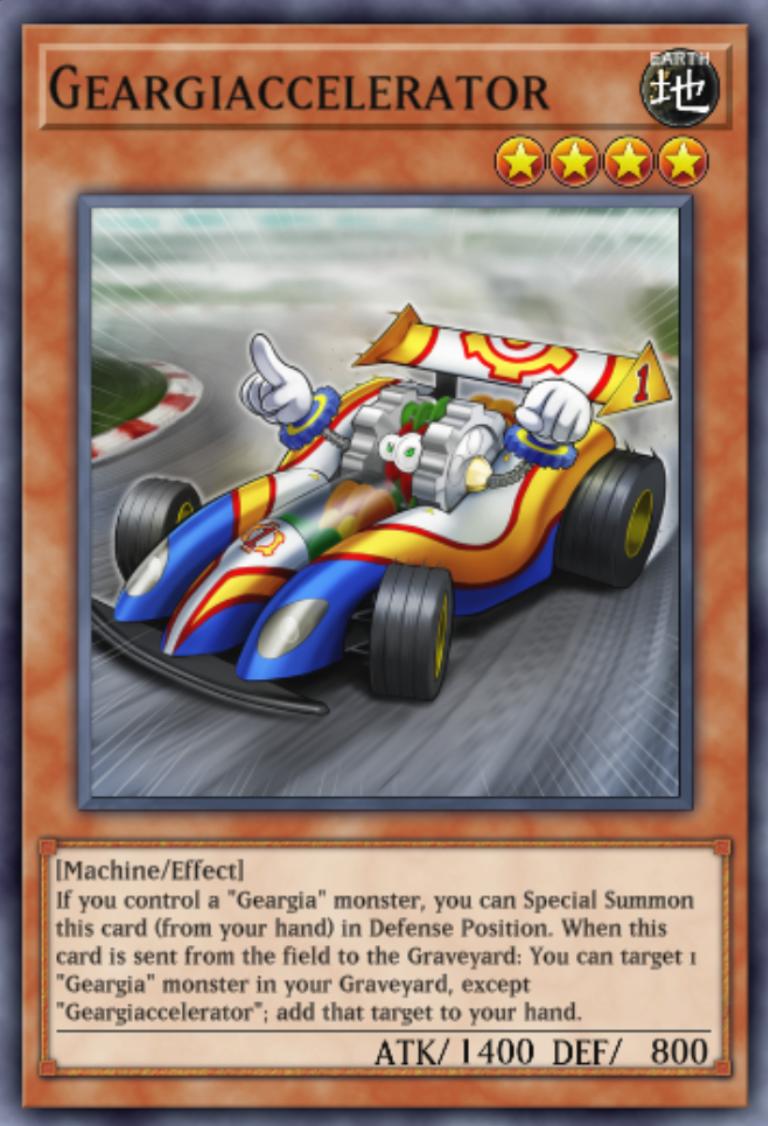 GEARGIACCELERATOR
EARTH
地
1
[Machine/Effect]
If you control a "Geargia" monster, you can Special Summon
this card (from your hand) in Defense Position. When this
card is sent from the field to the Graveyard: You can target 1
"Geargia" monster in your Graveyard, except
"Geargiaccelerator"; add that target to your hand.
ATK/ 1400 DEF/ 800